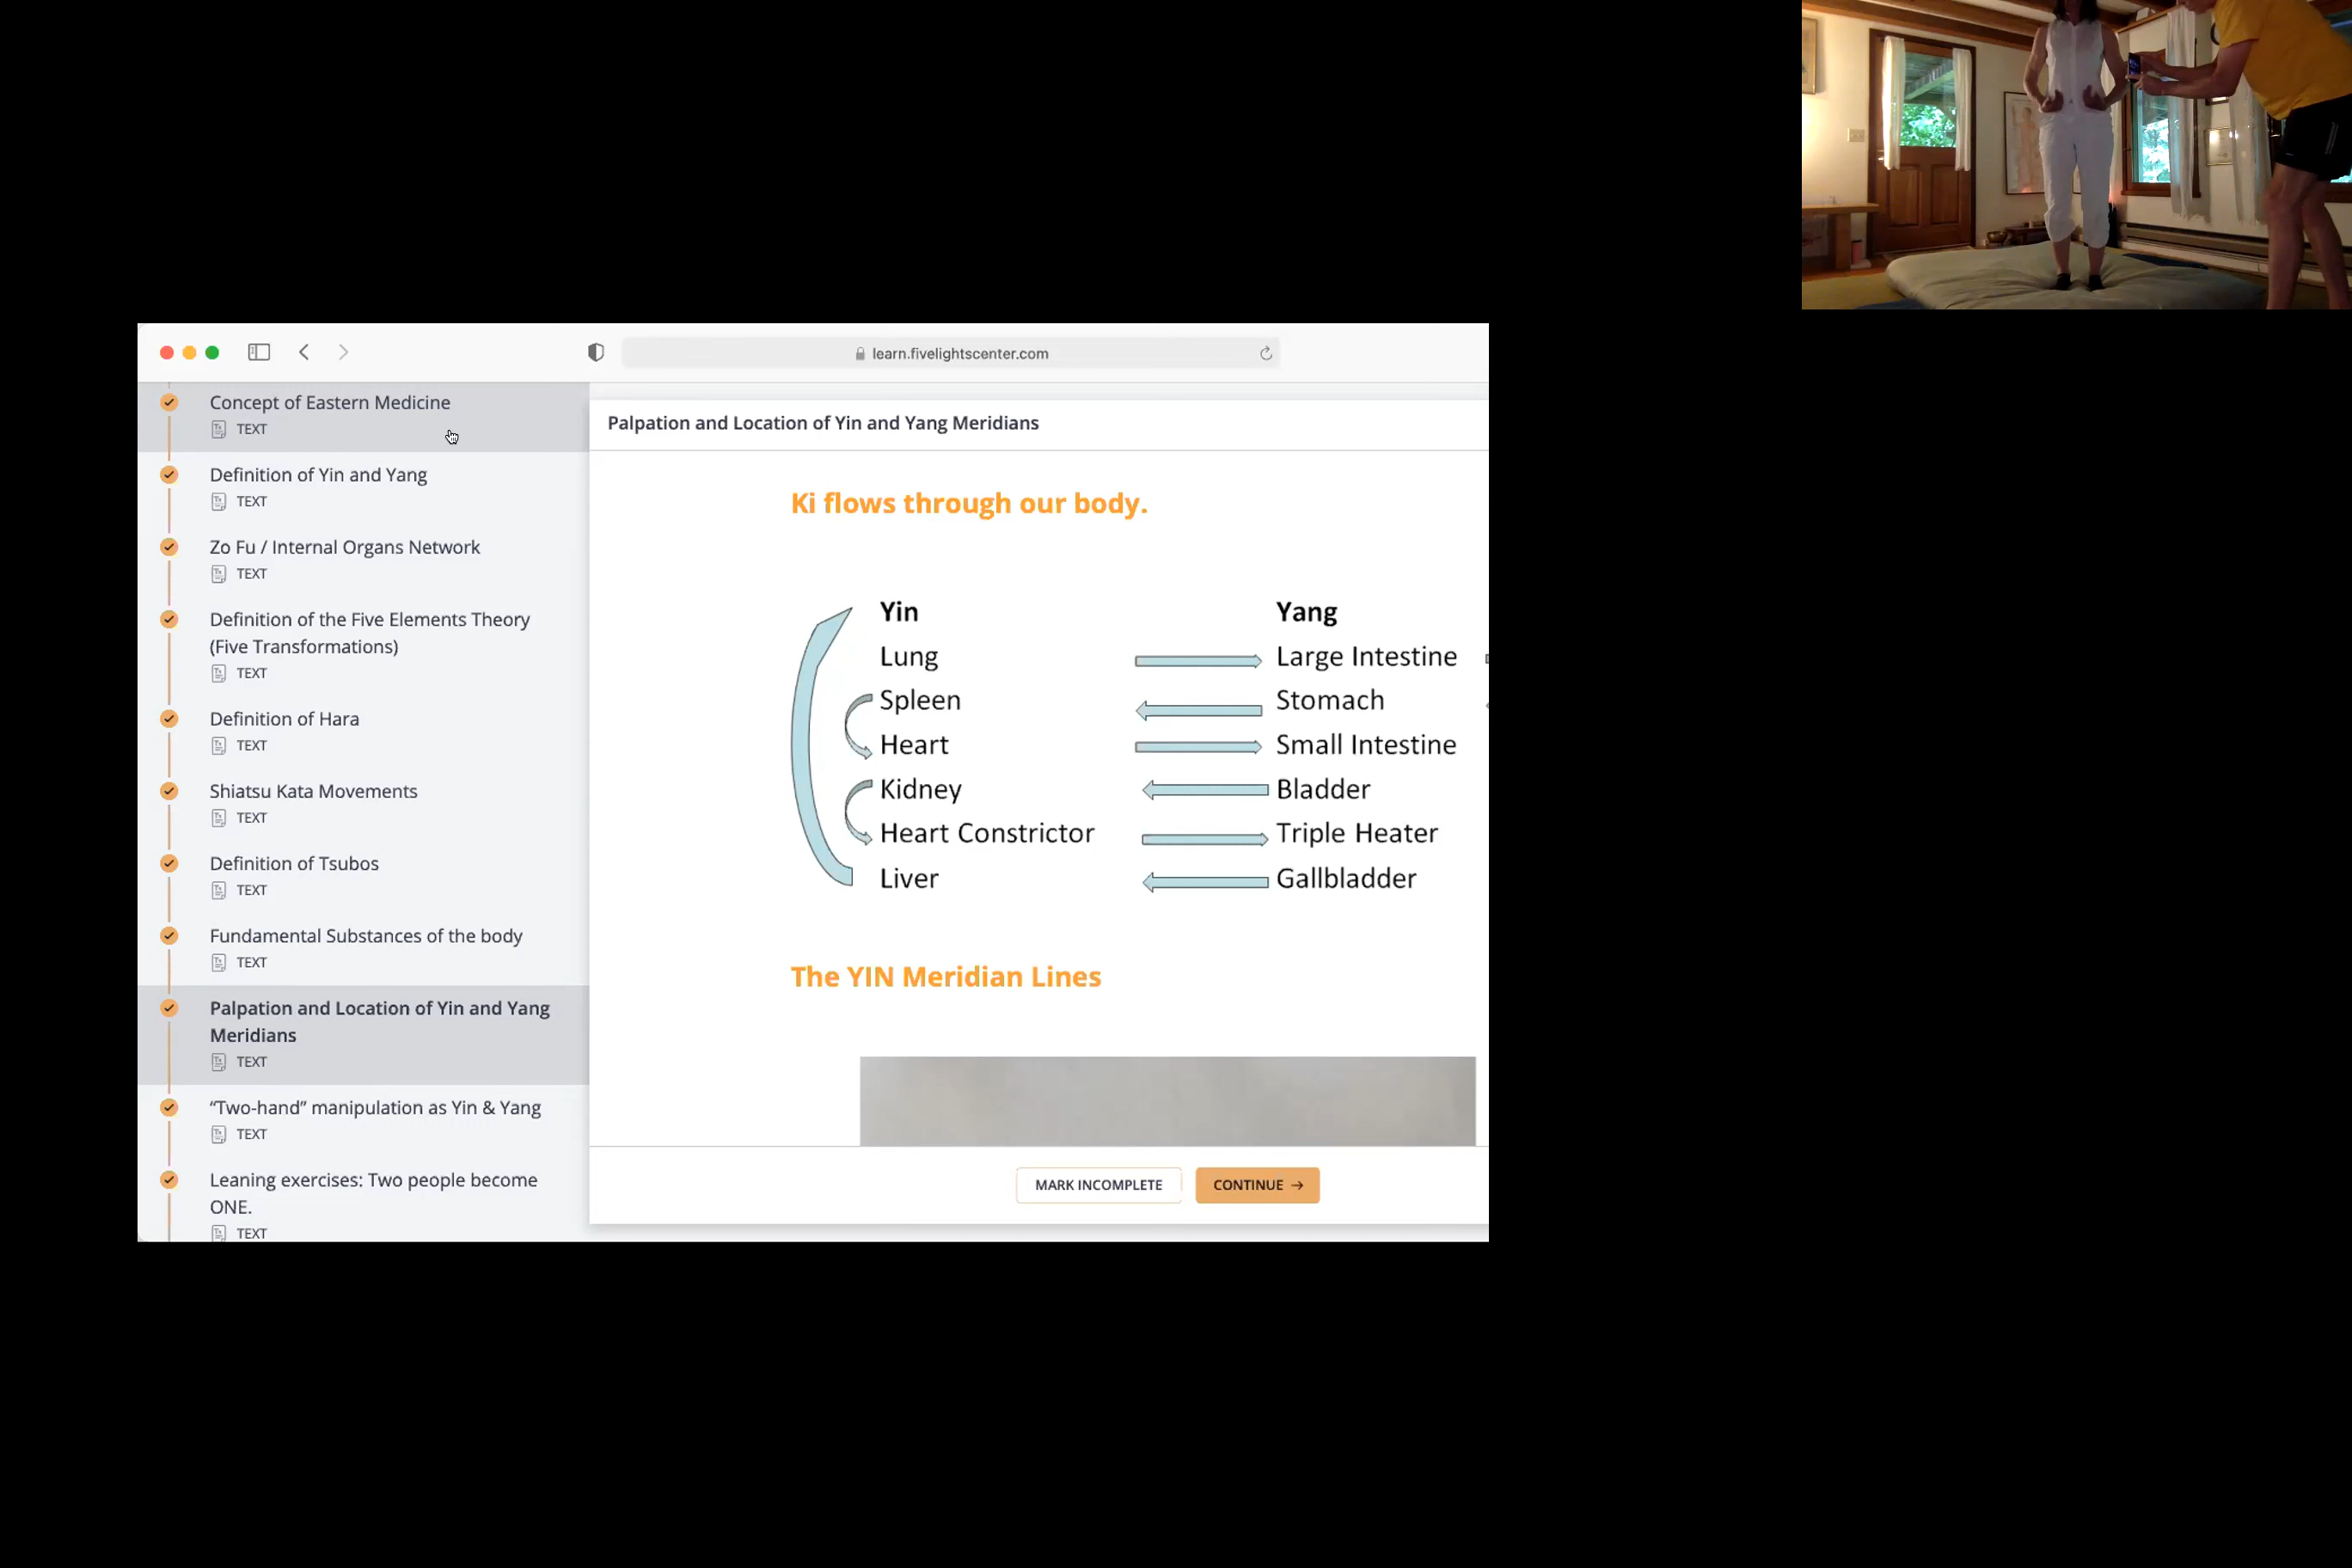 learn.fivelightscenter.com
Concept of Eastern Medicine
TEXT
Definition of Yin and Yang
TEXT
Zo Fu / Internal Organs Network
TEXT
Definition of the Five Elements Theory
(Five Transformations)
TEXT
Definition of Hara
TEXT
Shiatsu Kata Movements
TEXT
Definition of Tsubos
TEXT
Fundamental Substances of the body
TEXT
Palpation and Location of Yin and Yang
Meridians
TEXT
“Two-hand” manipulation as Yin & Yang
TEXT
Leaning exercises: Two people become
ONE.
TEXT
Palpation and Location of Yin and Yang Meridians
Ki flows through our body.
Yin Yang
Lung Large Intestine
Spleen Stomach
Heart Small Intestine
Kidney Bladder
Heart Constrictor Triple Heater
Liver Gallbladder
The YIN Meridian Lines
MARK INCOMPLETE CONTINUE →